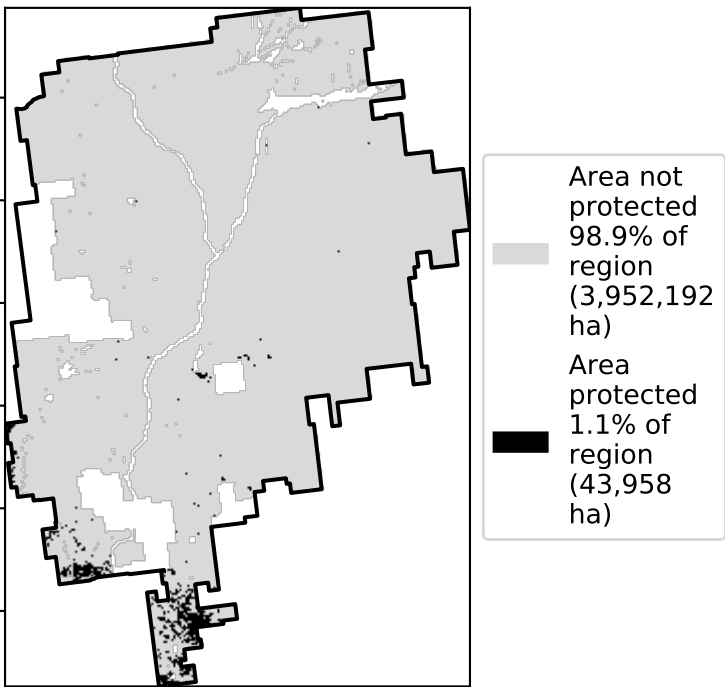 Area not
protected
98.9% of
region
(3,952,192
ha)
Area
protected
1.1% of
region
(43,958
ha)